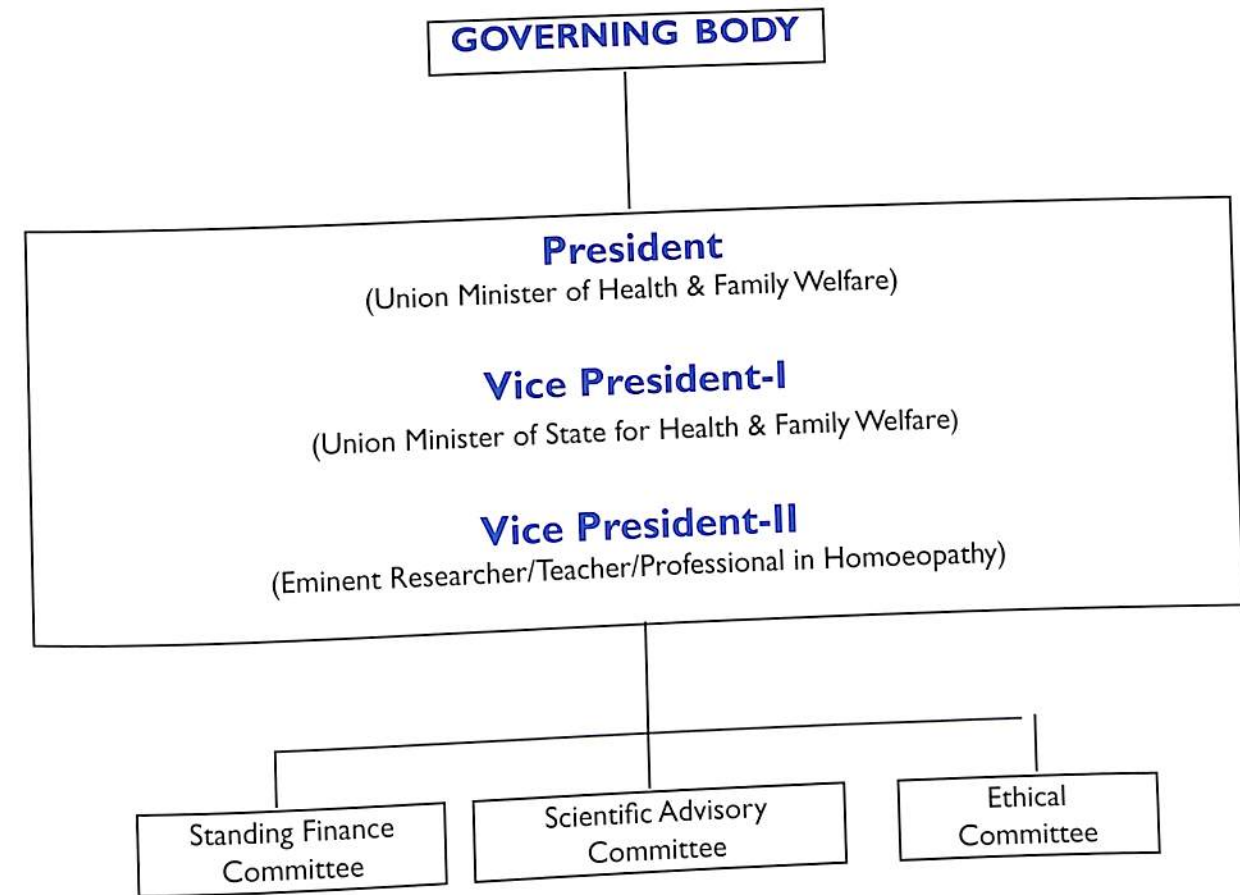 GOVERNING BODY
President
(Union Minister of Health & Family Welfare)
Vice President-I
(Union Minister of State for Health & Family Welfare)
Vice President-II
(Eminent Researcher/Teacher/Professional in Homoeopathy)
Standing Finance
Committee
Scientific Advisory
Committee
Ethical
Committee